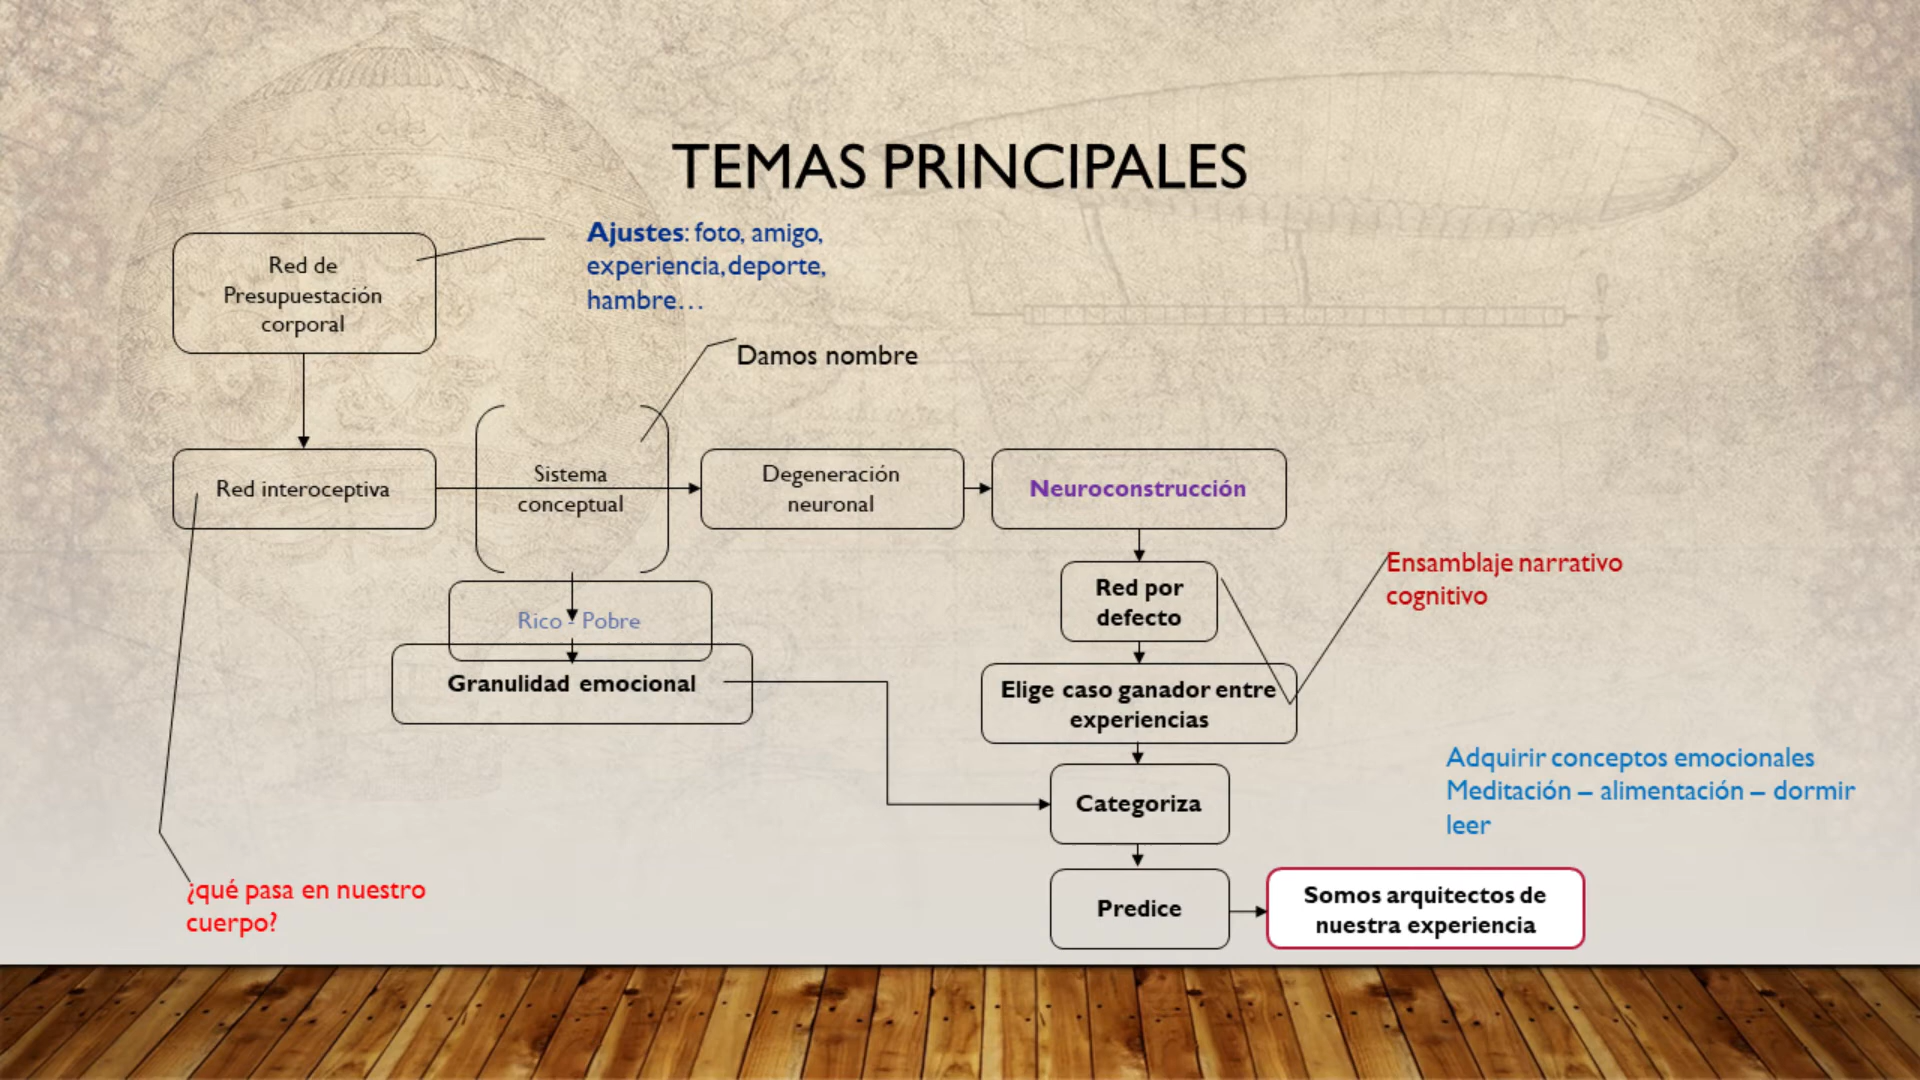 TEMAS PRINCIPALES
Red de
Presupuestación
corporal
Ajustes: foto, amigo,
experiencia, deporte,
hambre…
Damos nombre
Red interoceptiva
Sistema
conceptual
Degeneración
neuronal
Neuroconstrucción
Rico - Pobre
Granulidad emocional
Red por
defecto
Ensamblaje narrativo
cognitivo
Elige caso ganador entre
experiencias
Categoriza
Adquirir conceptos emocionales
Meditación – alimentación – dormir
leer
¿qué pasa en nuestro
cuerpo?
Predice
Somos arquitectos de
nuestra experiencia